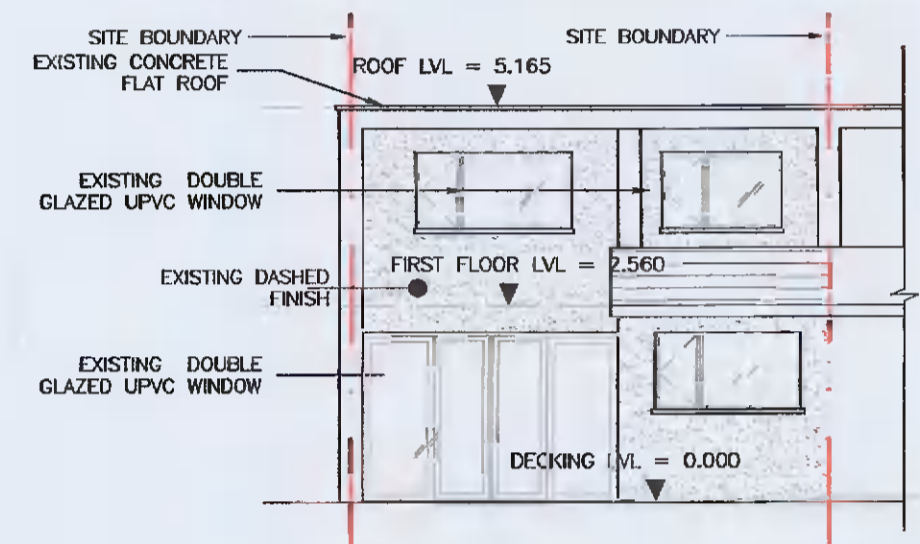 SITE BOUNDARY
SITE BOUNDARY
EXISTING CONCRETE
FLAT ROOF
ROOF LVL = 5.165
EXISTING DOUBLE
GLAZED UPVC WINDOW
FIRST FLOOR LVL = 2.560
EXISTING DASHED
FINISH
EXISTING DOUBLE
GLAZED UPVC WINDOW
DECKING LVL = 0.000